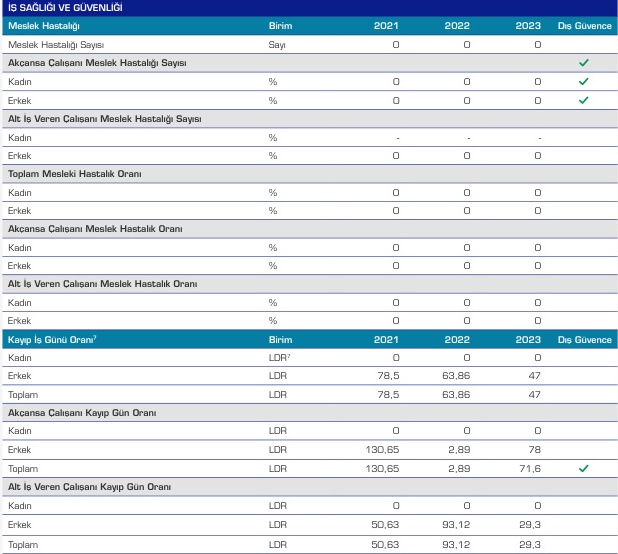 İŞ SAĞLIĞI VE GÜVENLİĞİ
Meslek Hastalığı Birim 2021 2022 2023 Dış Güvence
Meslek Hastalığı Sayısı Sayı 0 0 0
Akçansa Çalışanı Meslek Hastalığı Sayısı ✓
Kadın % 0 0 0 ✓
Erkek % 0 0 0 ✓
Alt İş Veren Çalışanı Meslek Hastalığı Sayısı
Kadın % - - -
Erkek % 0 0 0
Toplam Mesleki Hastalık Oranı
Kadın % 0 0 0
Erkek % 0 0 0
Akçansa Çalışanı Meslek Hastalık Oranı
Kadın % 0 0 0
Erkek % 0 0 0
Alt İş Veren Çalışanı Meslek Hastalık Oranı
Kadın % 0 0 0
Erkek % 0 0 0
Kayıp İş Günü Oranı⁷ Birim 2021 2022 2023 Dış Güvence
Kadın LDR⁷ 0 0 0
Erkek LDR 78,5 63,86 47
Toplam LDR 78,5 63,86 47
Akçansa Çalışanı Kayıp Gün Oranı
Kadın LDR 0 0 0
Erkek LDR 130,65 2,89 78
Toplam LDR 130,65 2,89 71,6 ✓
Alt İş Veren Çalışanı Kayıp Gün Oranı
Kadın LDR 0 0 0
Erkek LDR 50,63 93,12 29,3
Toplam LDR 50,63 93,12 29,3